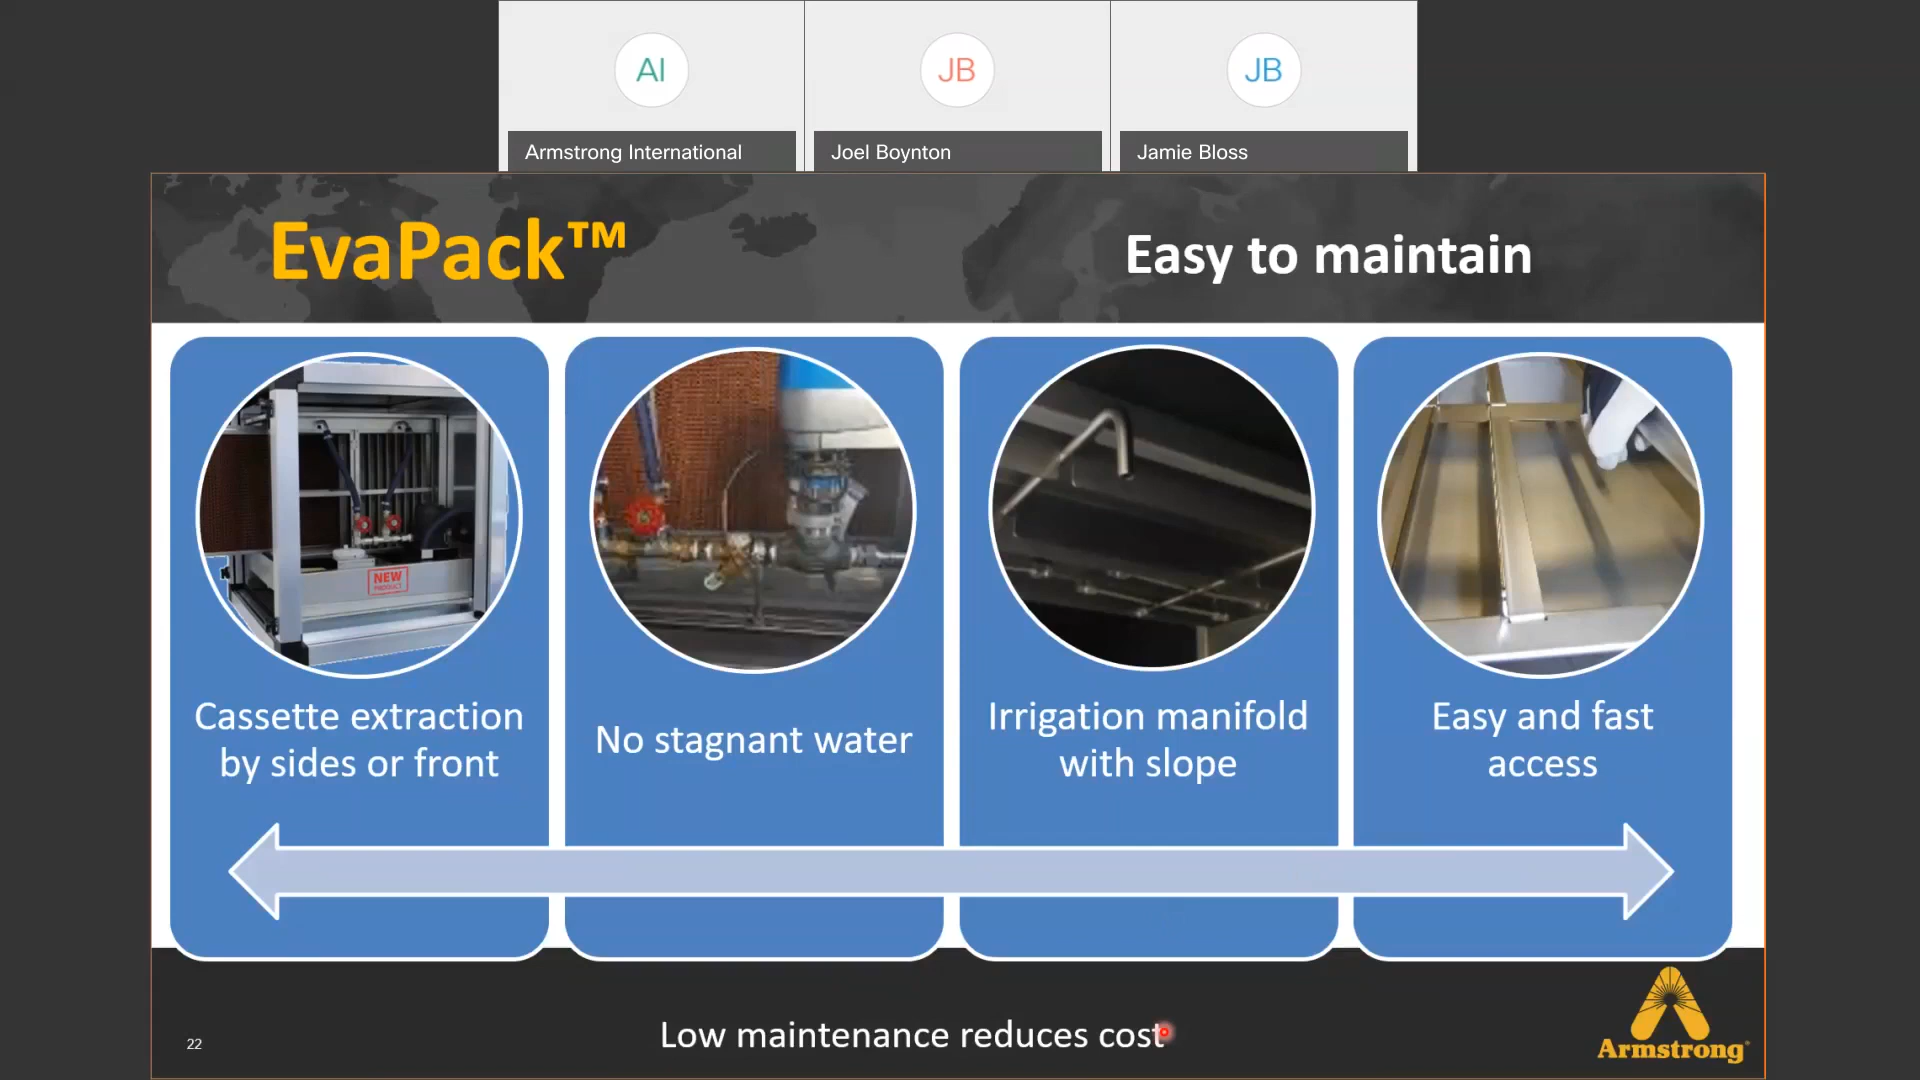 AI
JB
JB
Armstrong International
Joel Boynton
Jamie Bloss
EvaPack™
Easy to maintain
NEW
PRODUCT
Cassette extraction
by sides or front
No stagnant water
Irrigation manifold
with slope
Easy and fast
access
Low maintenance reduces cost
22
Armstrong®